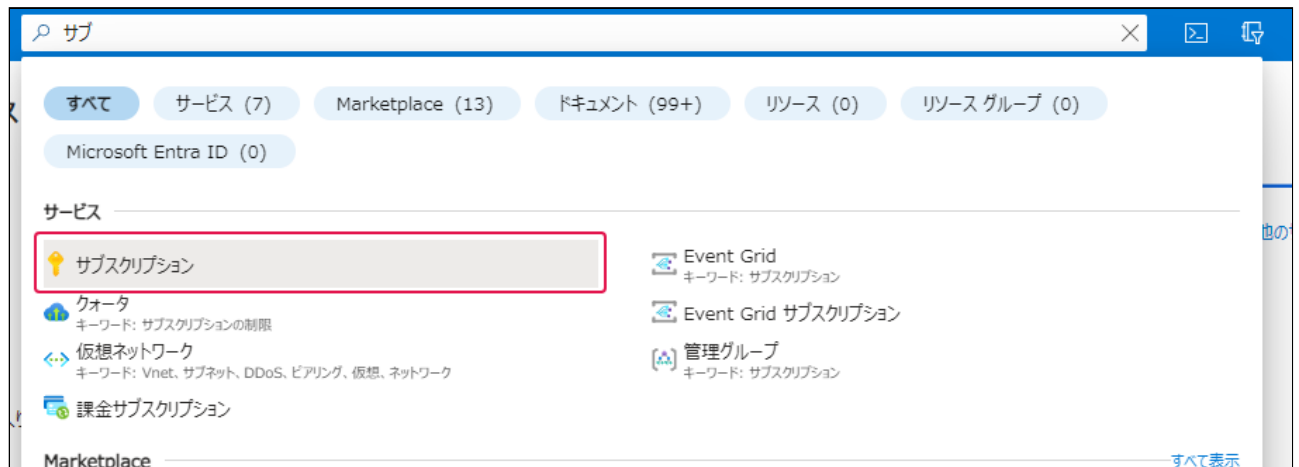 サブ
すべて
サービス (7)
Marketplace (13)
ドキュメント (99+)
リソース (0)
リソース グループ (0)
Microsoft Entra ID (0)
サービス
サブスクリプション
クォータ
キーワード: サブスクリプションの制限
仮想ネットワーク
キーワード: Vnet、サブネット、DDoS、ピアリング、仮想、ネットワーク
課金サブスクリプション
Event Grid
キーワード: サブスクリプション
Event Grid サブスクリプション
管理グループ
キーワード: サブスクリプション
Marketplace
すべて表示